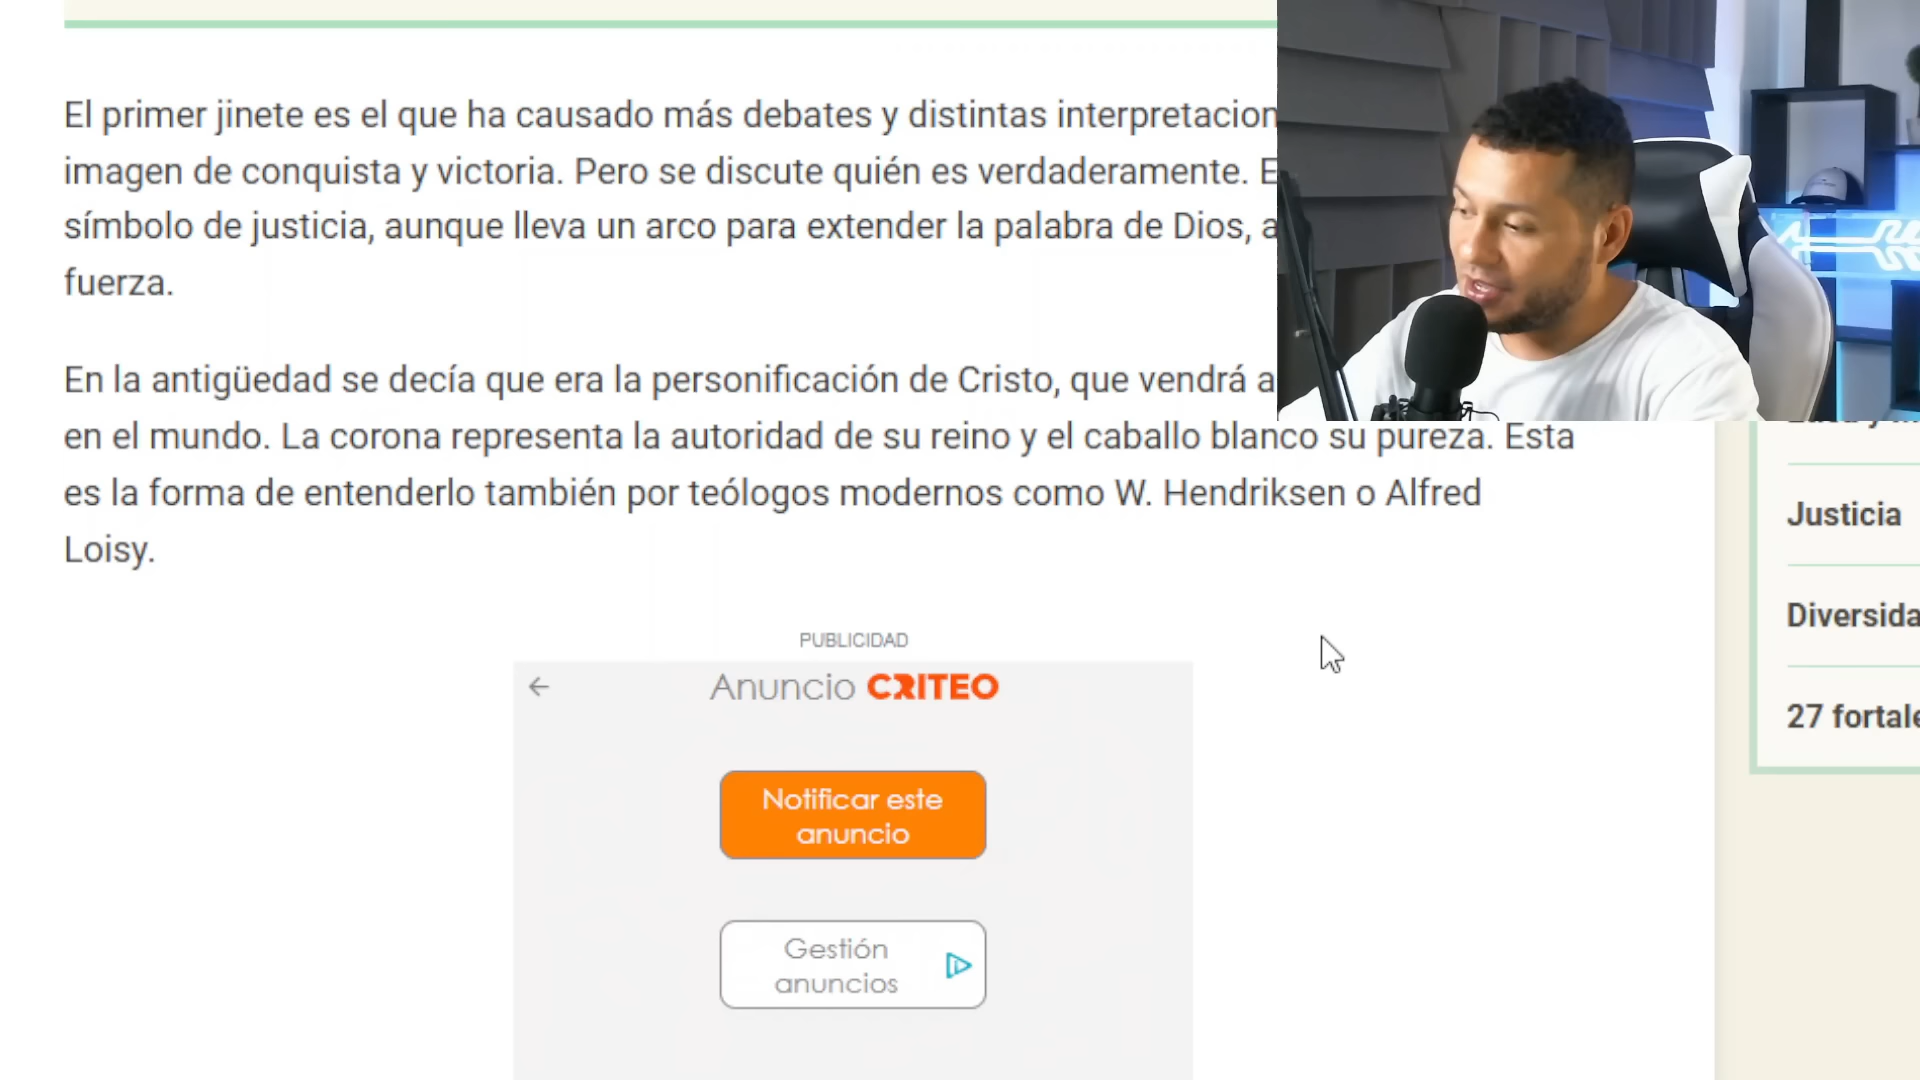 El primer jinete es el que ha causado más debates y distintas
imagen de conquista y victoria. Pero se discute quién es verdaderamente.
símbolo de justicia, aunque lleva un arco para extender la palabra de Dios,
fuerza.
En la antigüedad se decía que era la personificación de Cristo, que vendrá a
en el mundo. La corona representa la autoridad de su reino y el caballo blanco su pureza. Esta
es la forma de entenderlo también por teólogos modernos como W. Hendriksen o Alfred
Loisy.
PUBLICIDAD
Anuncio CRITEO
Notificar este
anuncio
Gestión
anuncios
Justicia
27